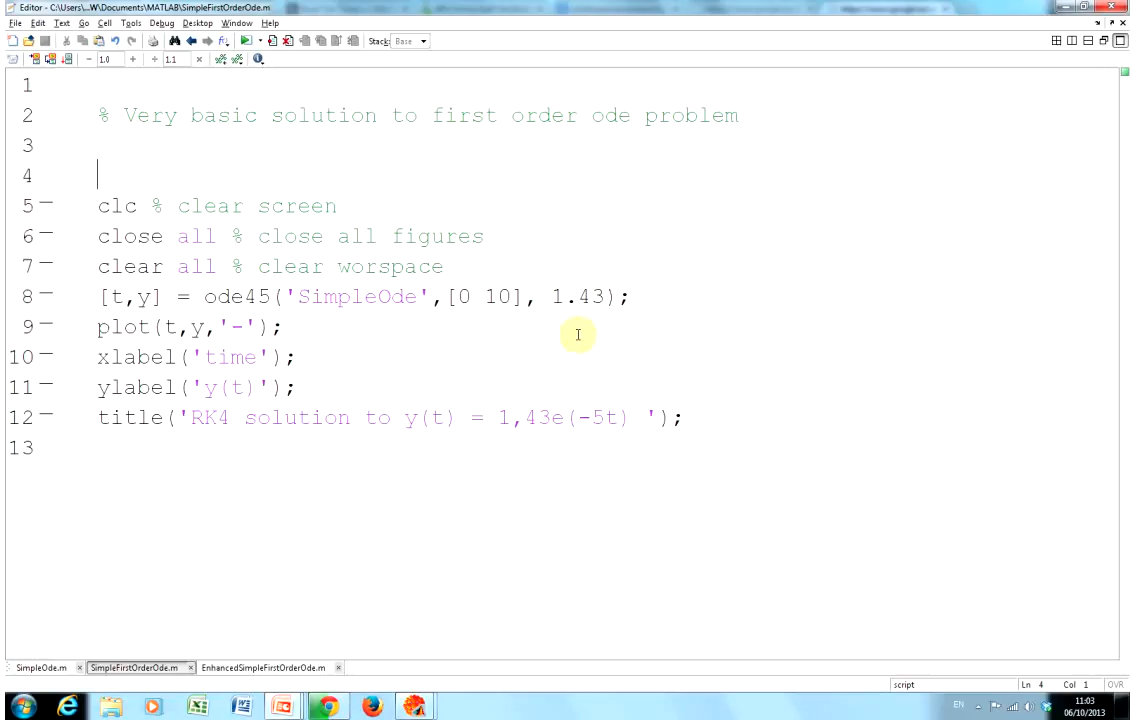 Editor - C:\Users\...W\Documents\MATLAB\SimpleFirstOrderOde.m
File Edit Text Go Cell Tools Debug Desktop Window Help
Stack: Base
1.0 1.1
1
2 % Very basic solution to first order ode problem
3
4
5 clc % clear screen
6 close all % close all figures
7 clear all % clear worspace
8 [t,y] = ode45('SimpleOde',[0 10], 1.43);
9 plot(t,y,'-');
10 xlabel('time');
11 ylabel('y(t)');
12 title('RK4 solution to y(t) = 1,43e(-5t) ');
13
SimpleOde.m SimpleFirstOrderOde.m EnhancedSimpleFirstOrderOde.m
script Ln 4 Col 1 OVR
EN 11:03
06/10/2013